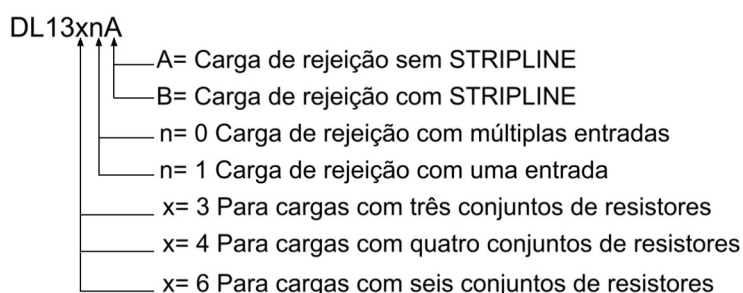 DL13xnA
A= Carga de rejeição sem STRIPLINE
B= Carga de rejeição com STRIPLINE
n= 0 Carga de rejeição com múltiplas entradas
n= 1 Carga de rejeição com uma entrada
x= 3 Para cargas com três conjuntos de resistores
x= 4 Para cargas com quatro conjuntos de resistores
x= 6 Para cargas com seis conjuntos de resistores